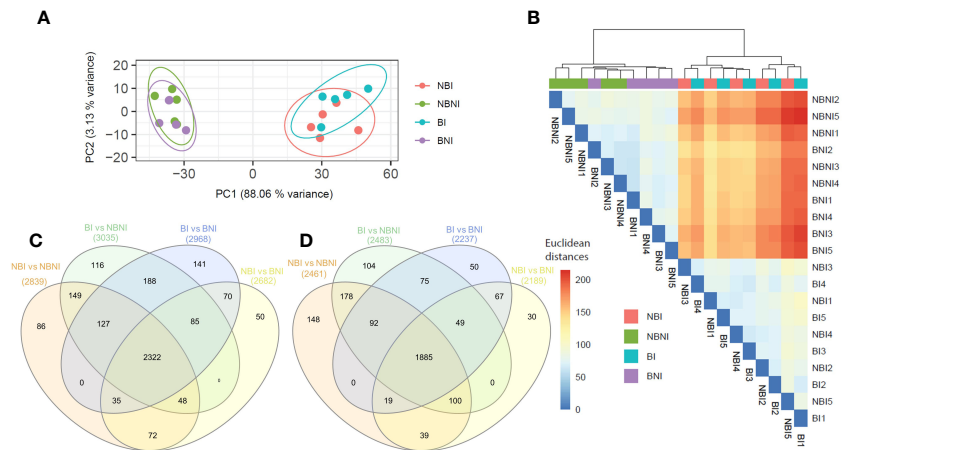 A
PC2 (3.13 % variance)
20
10
0
−10
−20
−30
0
30
60
PC1 (88.06 % variance)
NBI
NBNI
BI
BNI
B
NBNI2
NBNI5
NBNI1
BNI2
NBNI3
NBNI4
BNI1
BNI4
BNI3
BNI5
NBI3
BI4
NBI1
BI5
NBI4
BI3
NBI2
BI2
NBI5
BI1
NBNI2
NBNI5
NBNI1
BNI2
NBNI3
NBNI4
BNI1
BNI4
BNI3
BNI5
NBI3
BI4
NBI1
BI5
NBI4
BI3
NBI2
BI2
NBI5
BI1
NBI
NBNI
BI
BNI
Euclidean
distances
200
150
100
50
0
C
NBI vs NBNI
(2839)
BI vs NBNI
(3035)
BI vs BNI
(2968)
NBI vs BNI
(2682)
116
141
149
188
70
86
127
85
50
2322
0
35
48
72
D
NBI vs NBNI
(2461)
BI vs NBNI
(2483)
BI vs BNI
(2237)
NBI vs BNI
(2189)
104
50
178
75
67
148
92
49
30
1885
0
0
19
100
39